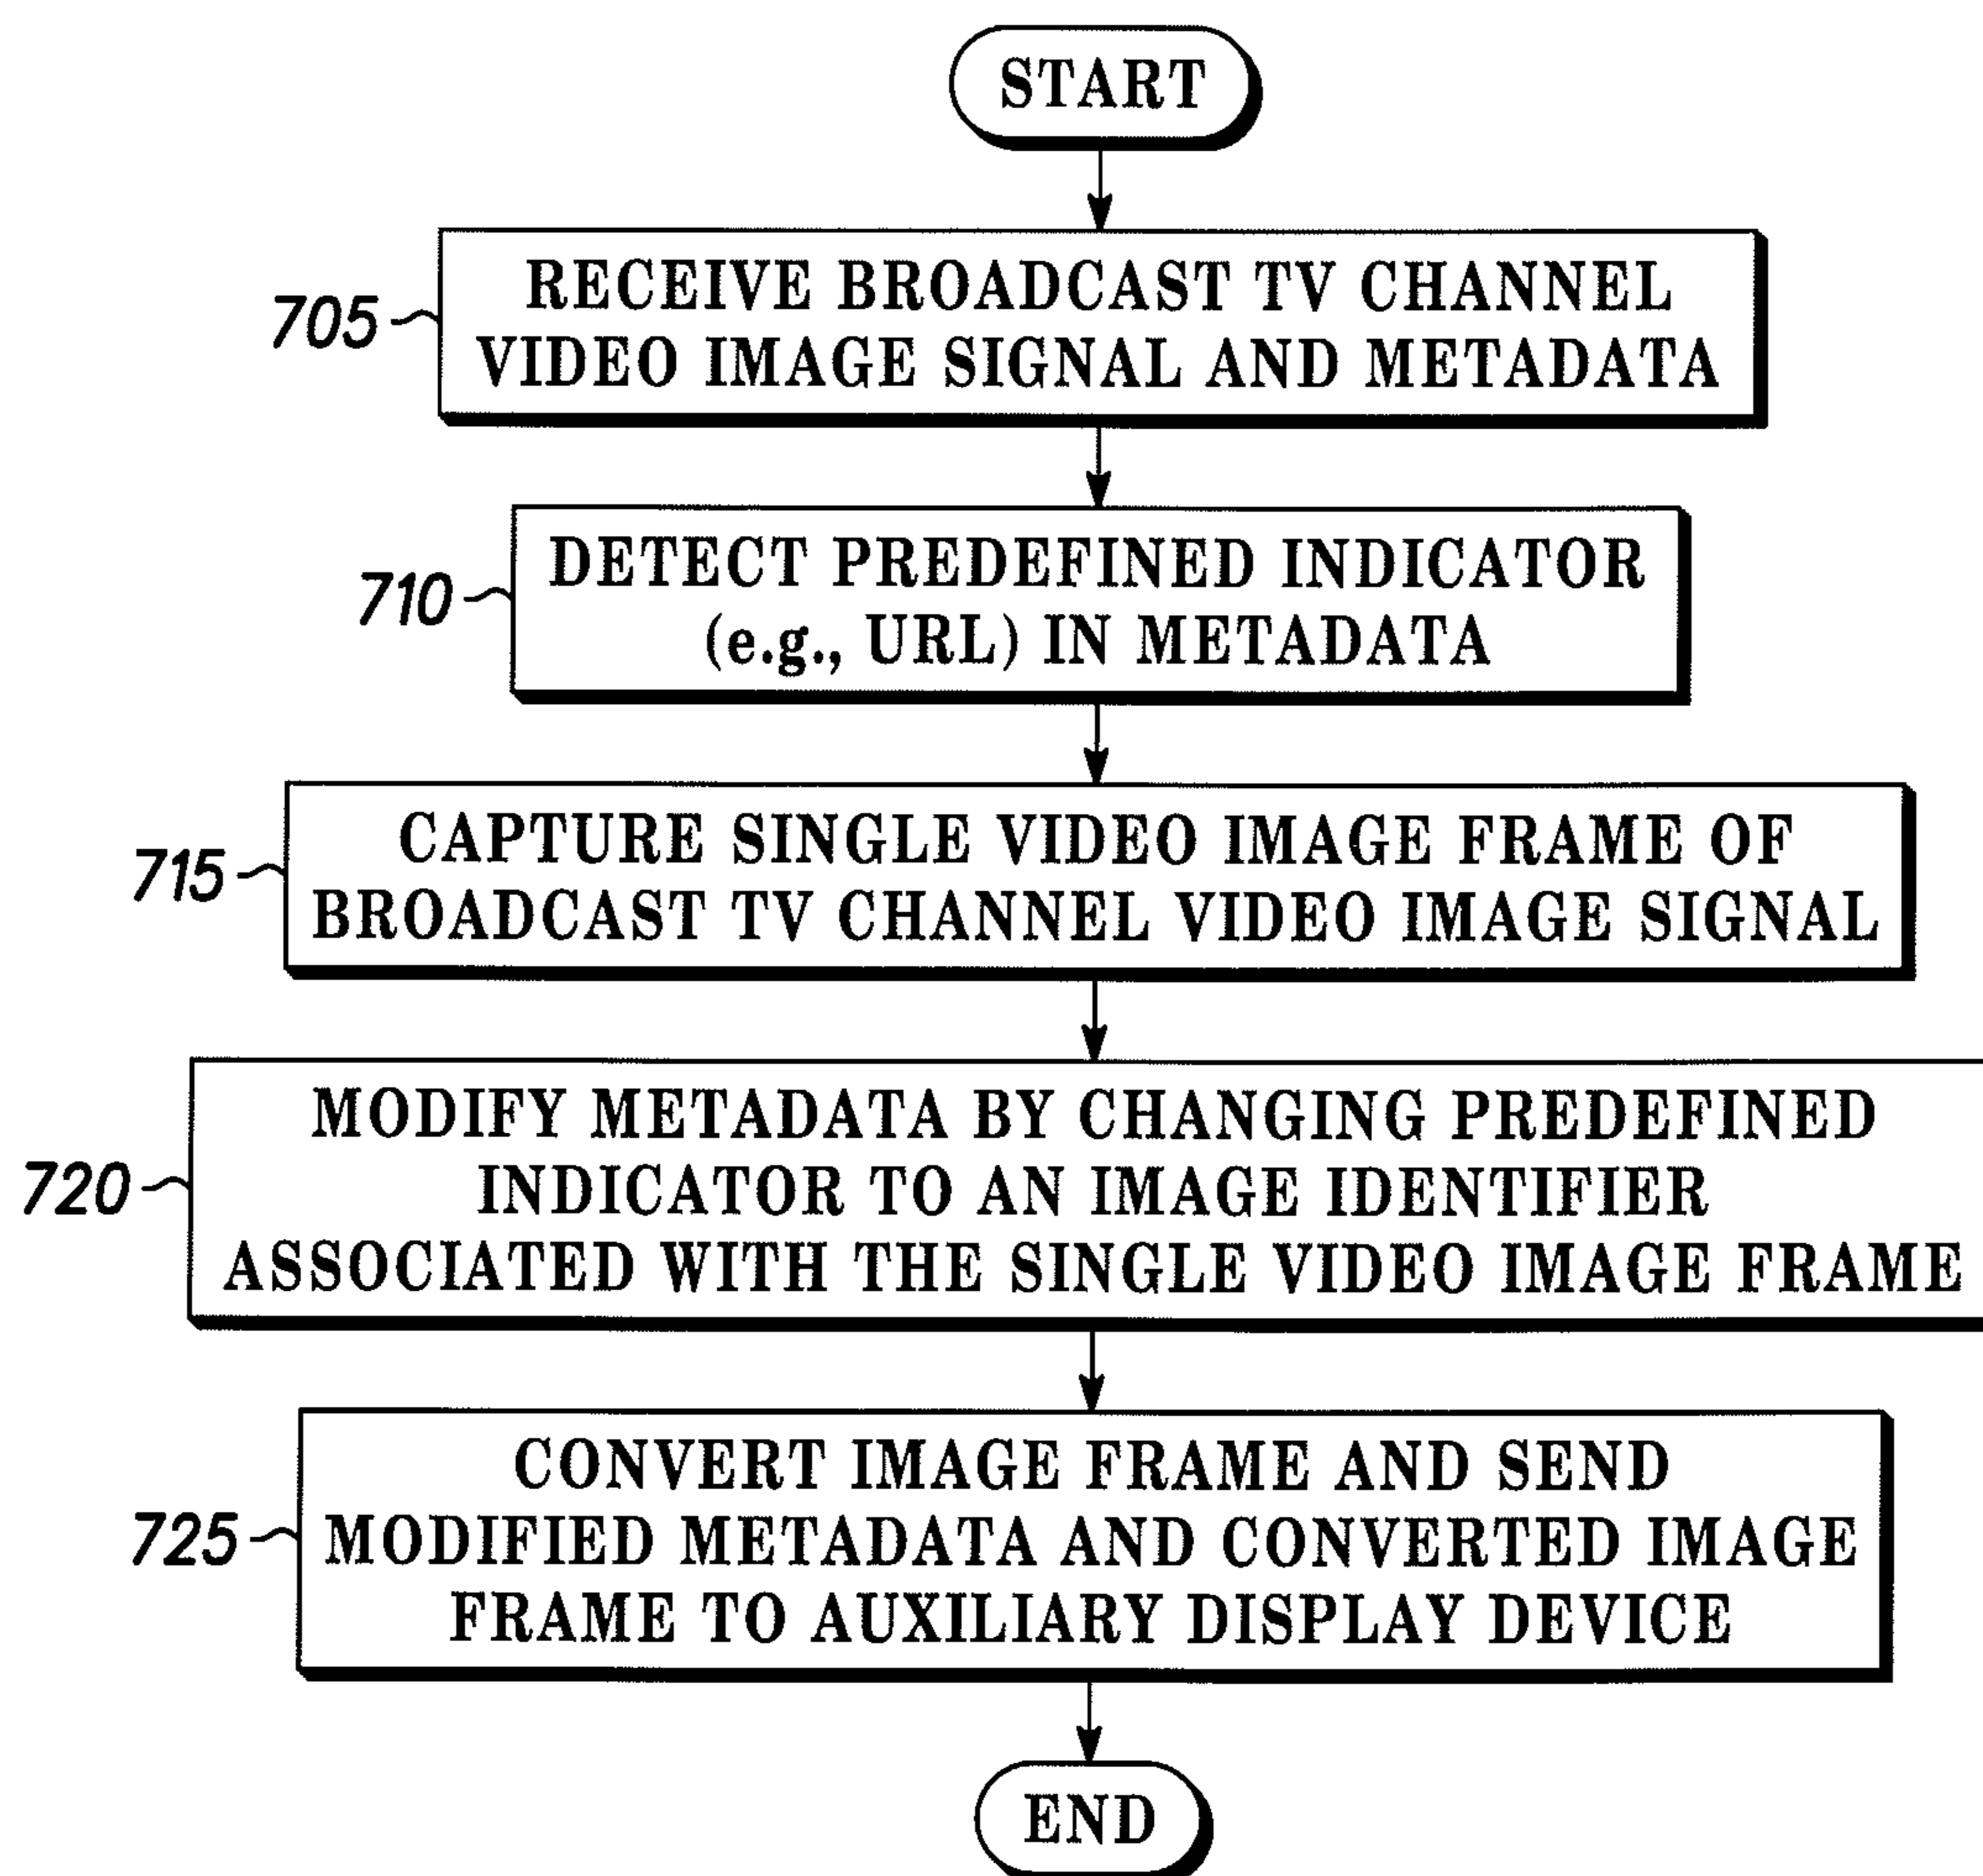 START
705
RECEIVE BROADCAST TV CHANNEL
VIDEO IMAGE SIGNAL AND METADATA
710
DETECT PREDEFINED INDICATOR
(e.g., URL) IN METADATA
715
CAPTURE SINGLE VIDEO IMAGE FRAME OF
BROADCAST TV CHANNEL VIDEO IMAGE SIGNAL
720
MODIFY METADATA BY CHANGING PREDEFINED
INDICATOR TO AN IMAGE IDENTIFIER
ASSOCIATED WITH THE SINGLE VIDEO IMAGE FRAME
725
CONVERT IMAGE FRAME AND SEND
MODIFIED METADATA AND CONVERTED IMAGE
FRAME TO AUXILIARY DISPLAY DEVICE
END